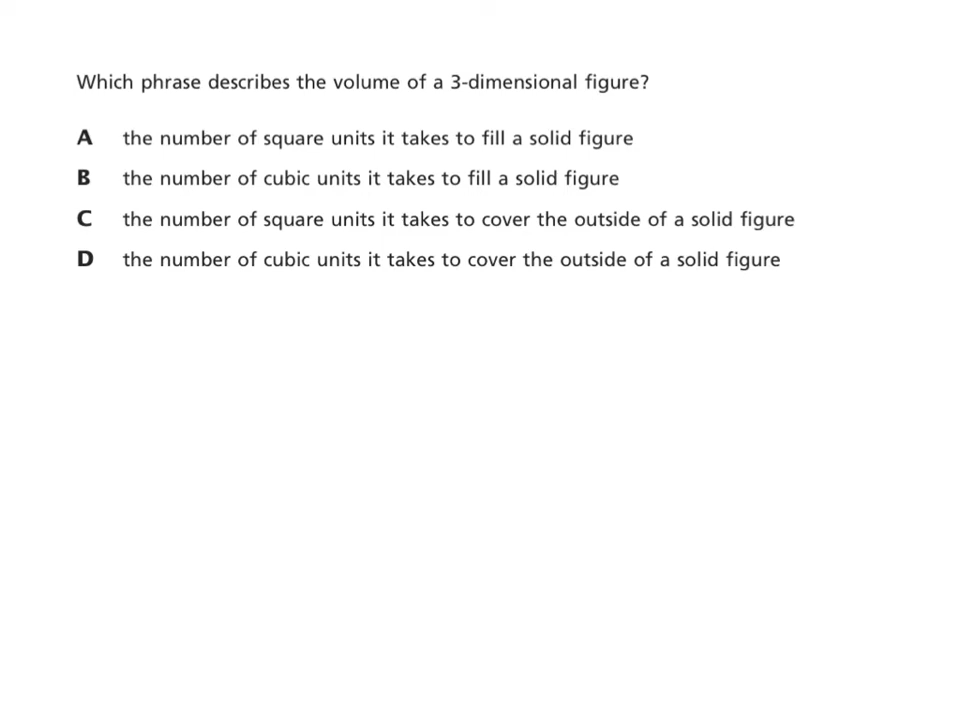 Which phrase describes the volume of a 3-dimensional figure?
A the number of square units it takes to fill a solid figure
B the number of cubic units it takes to fill a solid figure
C the number of square units it takes to cover the outside of a solid figure
D the number of cubic units it takes to cover the outside of a solid figure